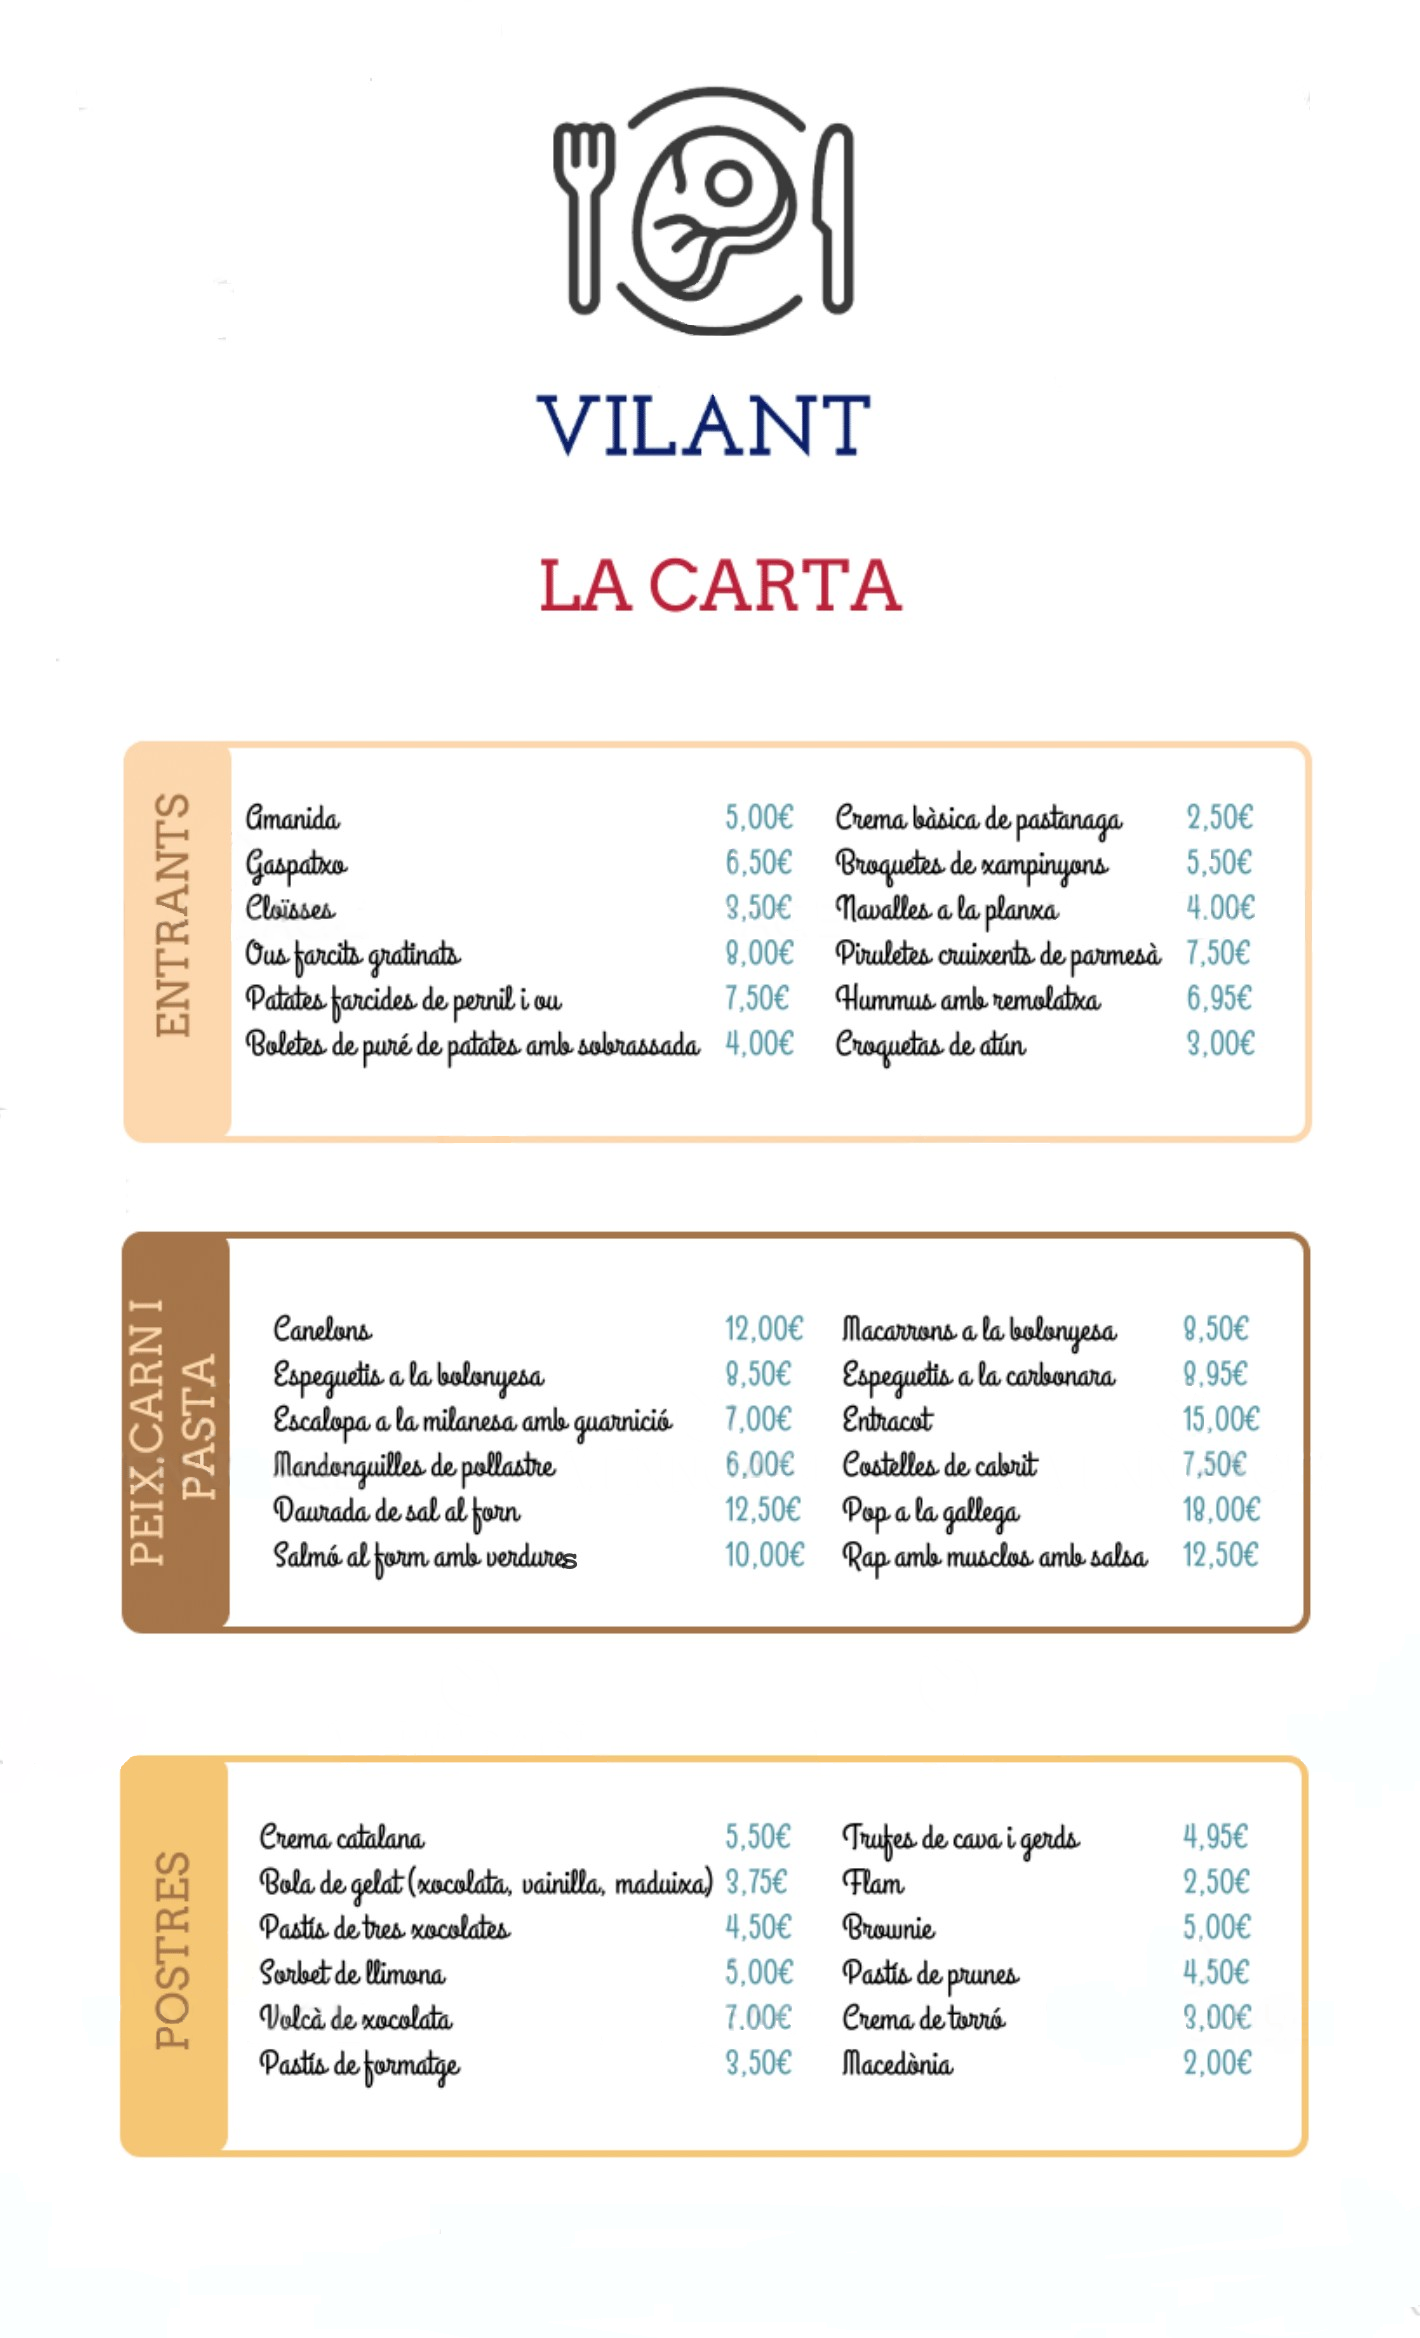 VILANT
LA CARTA
ENTRANTS
Amanida 5,00€
Gaspatxo 6,50€
Cloïsses 3,50€
Ous farcits gratinats 8,00€
Patates farcides de pernil i ou 7,50€
Boletes de puré de patates amb sobrassada 4,00€
Crema bàsica de pastanaga 2,50€
Broquetes de xampinyons 5,50€
Navalles a la planxa 4.00€
Piruletes cruixents de parmesà 7,50€
Hummus amb remolatxa 6,95€
Croquetas de atún 3,00€
PEIX.CARN I
PASTA
Canelons 12,00€
Espeguetis a la bolonyesa 8,50€
Escalopa a la milanesa amb guarnició 7,00€
Mandonguilles de pollastre 6,00€
Daurada de sal al forn 12,50€
Salmó al form amb verdures 10,00€
Macarrons a la bolonyesa 8,50€
Espeguetis a la carbonara 8,95€
Entracot 15,00€
Costelles de cabrit 7,50€
Pop a la gallega 18,00€
Rap amb musclos amb salsa 12,50€
POSTRES
Crema catalana 5,50€
Bola de gelat (xocolata, vainilla, maduixa) 3,75€
Pastís de tres xocolates 4,50€
Sorbet de llimona 5,00€
Volcà de xocolata 7.00€
Pastís de formatge 3,50€
Trufes de cava i gerds 4,95€
Flam 2,50€
Brownie 5,00€
Pastís de prunes 4,50€
Crema de torró 3,00€
Macedònia 2,00€